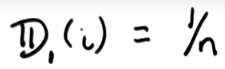 D₁(i) = 1/n